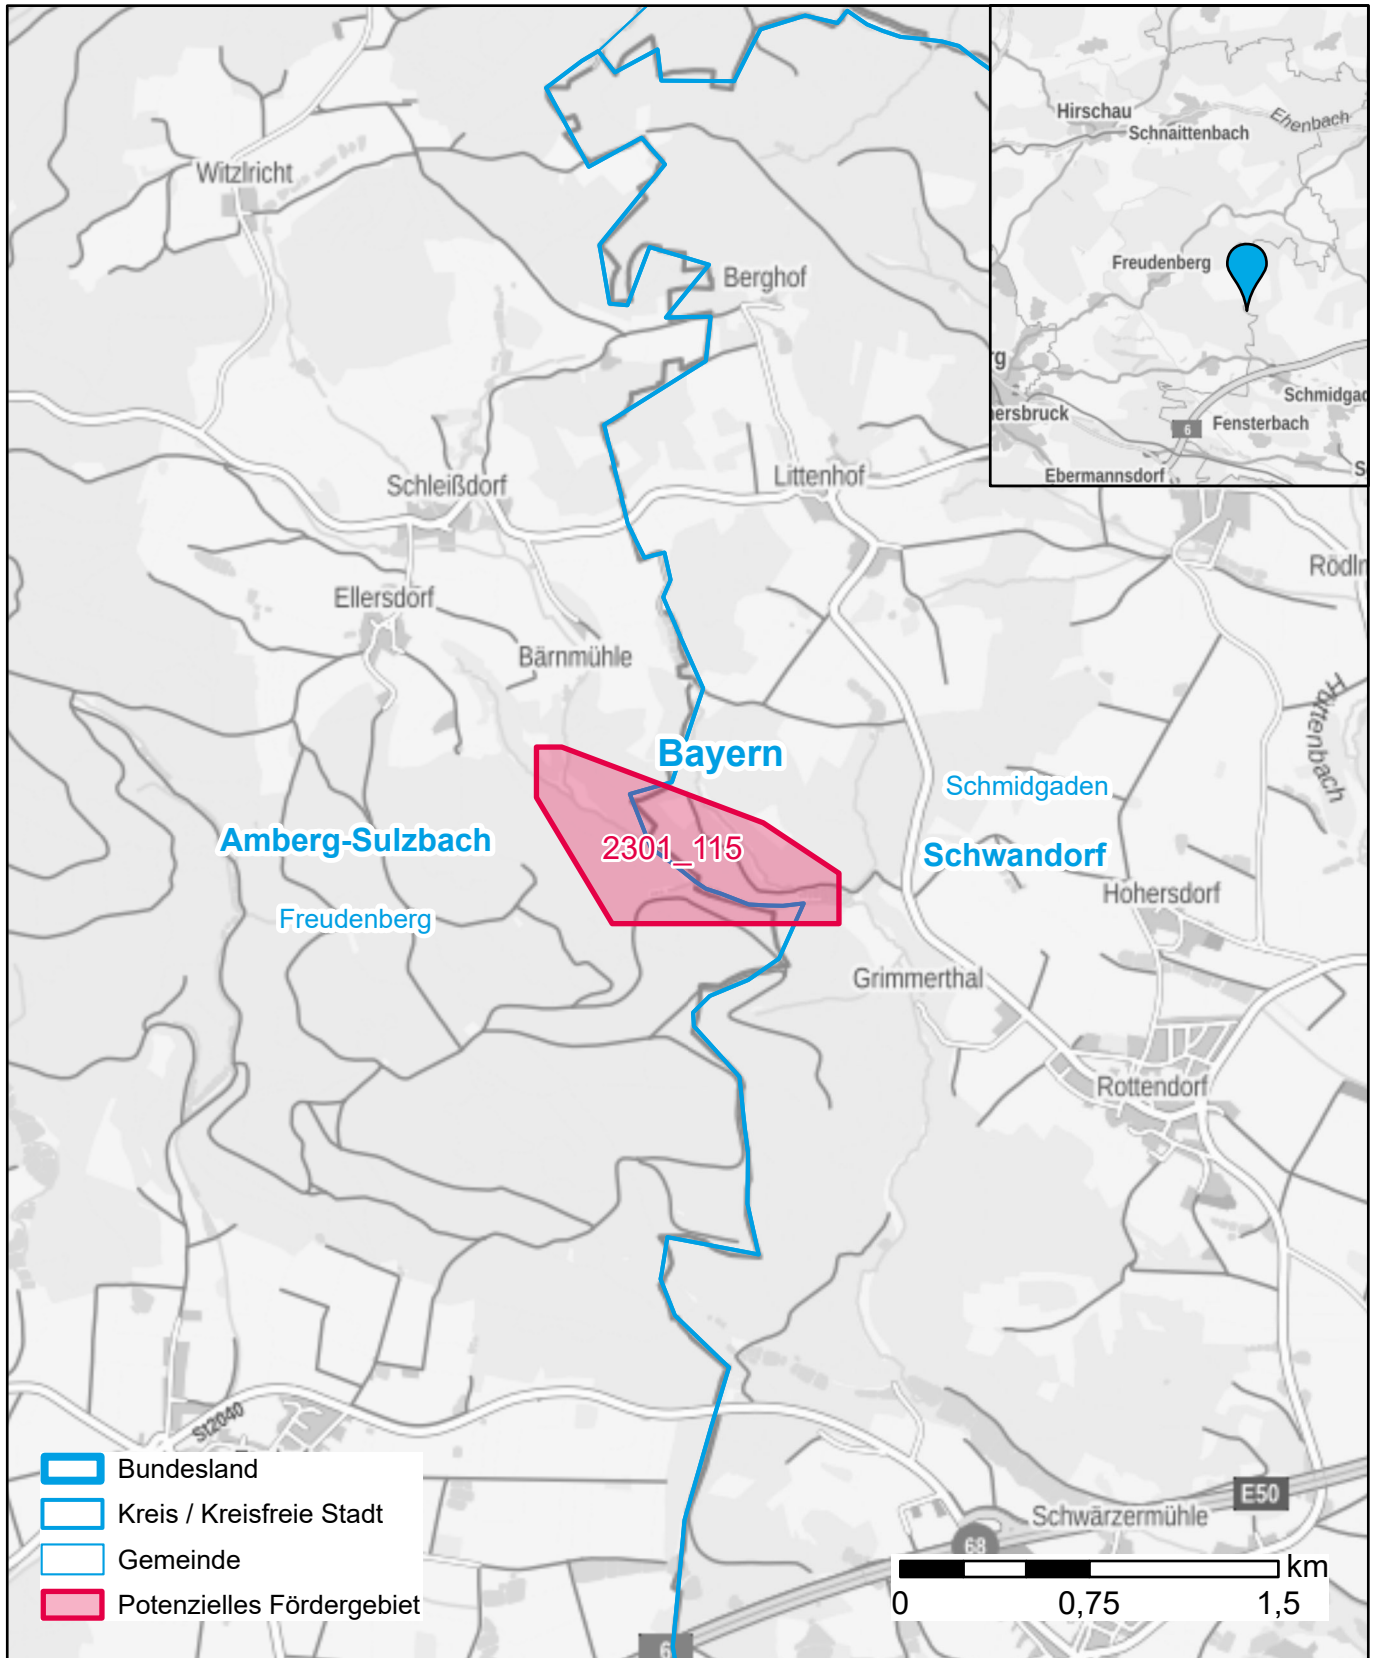 Witzlricht
Berghof
Schleißdorf
Littenhof
Ellersdorf
Bärnmühle
Hüttenbach
Bayern
Schmidgaden
Amberg-Sulzbach
2301_115
Schwandorf
Freudenberg
Hohersdorf
Grimmerthal
Rottendorf
St2040
E50
Schwärzermühle
68
6
Hirschau
Schnaittenbach
Ehenbach
Freudenberg
ersbruck
6
Fensterbach
Ebermannsdorf
Bundesland
Kreis / Kreisfreie Stadt
Gemeinde
Potenzielles Fördergebiet
km
0 0,75 1,5